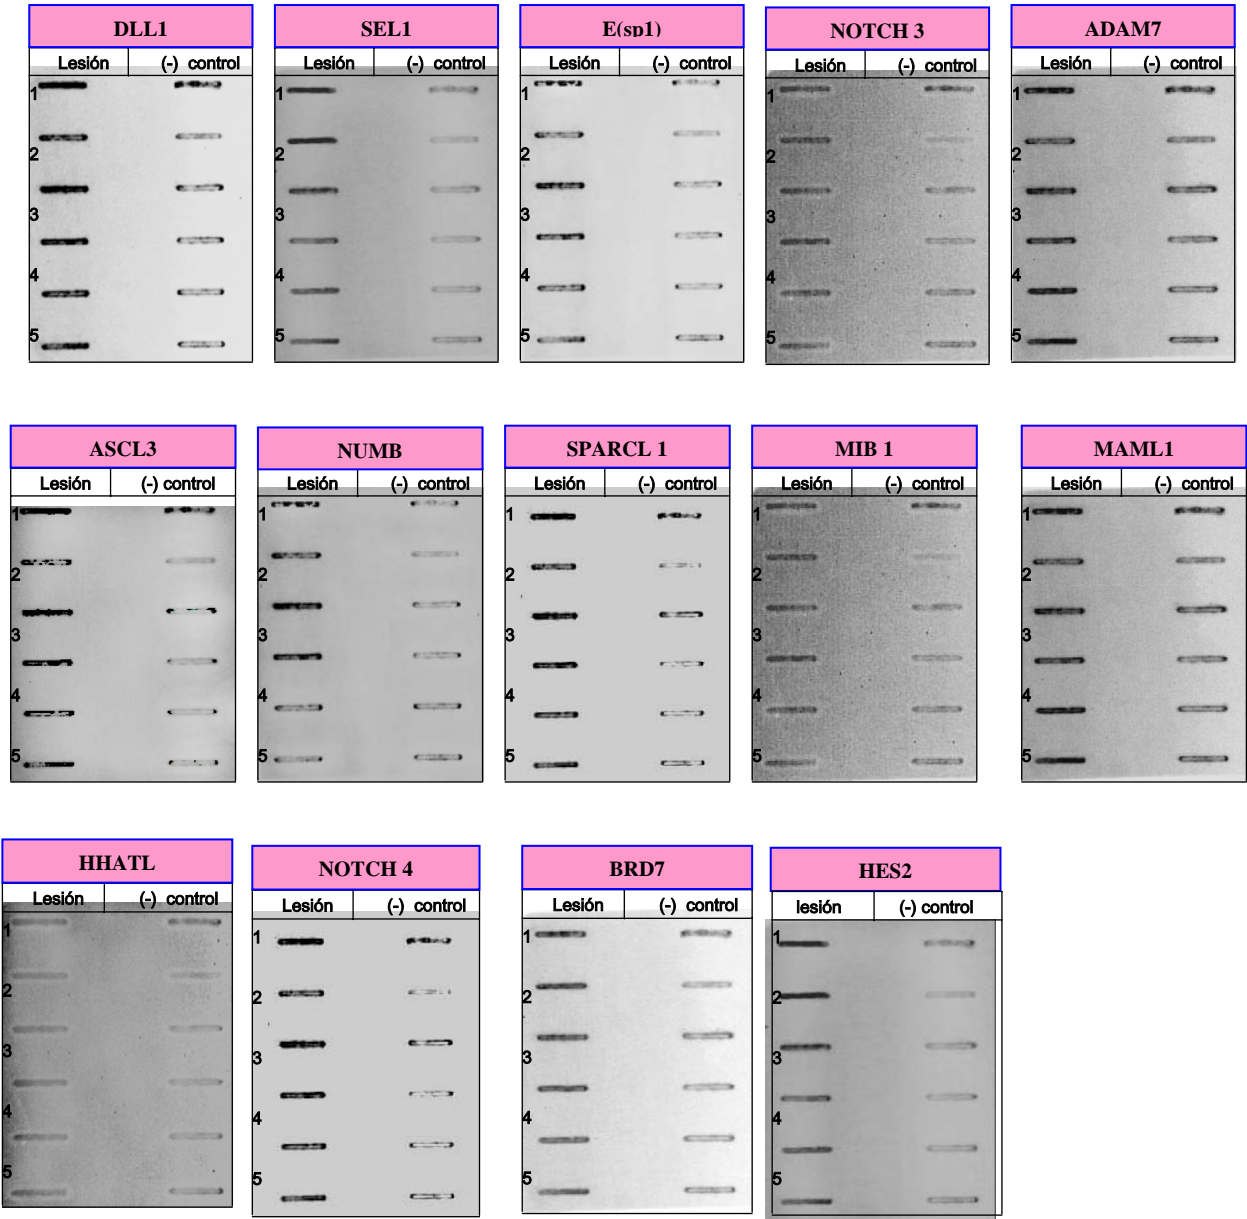 DLL1
Lesión (-) control
1
2
3
4
5
SEL1
Lesión (-) control
1
2
3
4
5
E(sp1)
Lesión (-) control
1
2
3
4
5
NOTCH 3
Lesión (-) control
1
2
3
4
5
ADAM7
Lesión (-) control
1
2
3
4
5
ASCL3
Lesión (-) control
1
2
3
4
5
NUMB
Lesión (-) control
1
2
3
4
5
SPARCL 1
Lesión (-) control
1
2
3
4
5
MIB 1
Lesión (-) control
1
2
3
4
5
MAML1
Lesión (-) control
1
2
3
4
5
HHATL
Lesión (-) control
1
2
3
4
5
NOTCH 4
Lesión (-) control
1
2
3
4
5
BRD7
Lesión (-) control
1
2
3
4
5
HES2
lesión (-) control
1
2
3
4
5